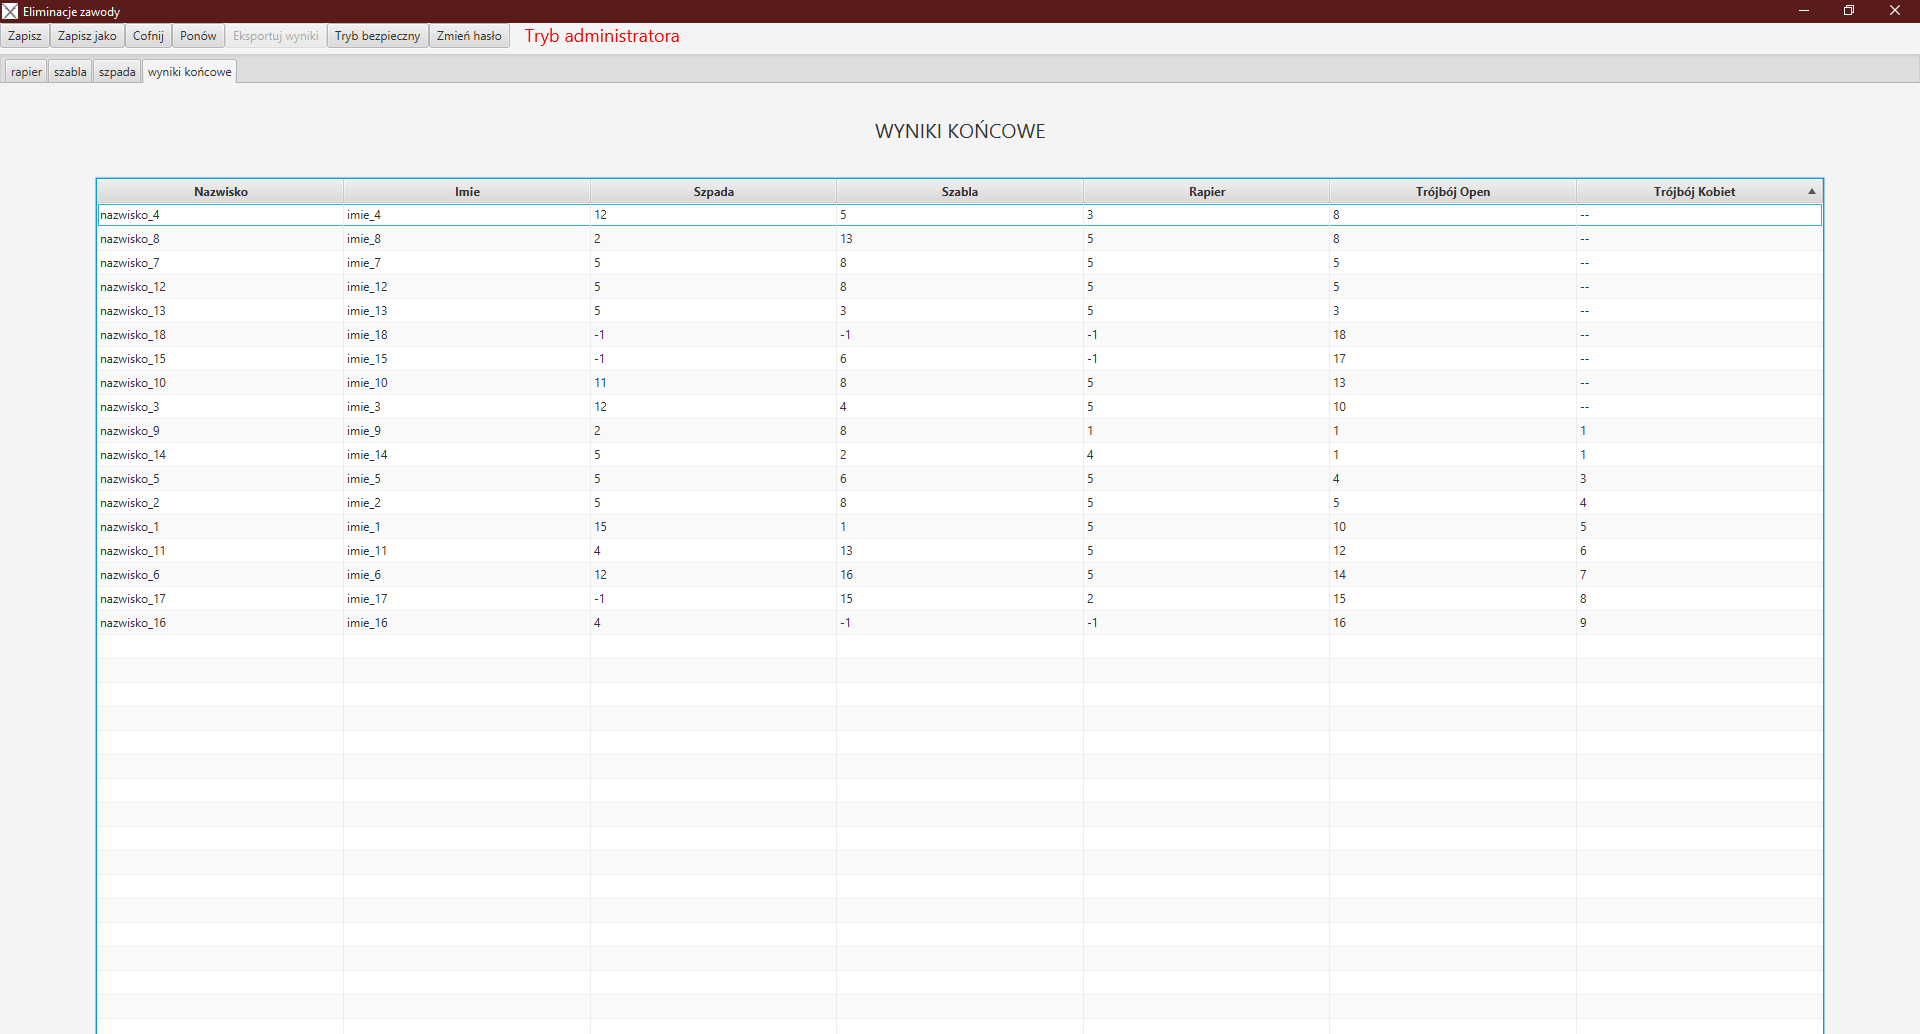 Eliminacje zawody
Zapisz Zapisz jako Cofnij Ponów Eksportuj wyniki Tryb bezpieczny Zmień hasło Tryb administratora
rapier szabla szpada wyniki końcowe
WYNIKI KOŃCOWE
Nazwisko Imie Szpada Szabla Rapier Trójbój Open Trójbój Kobiet
nazwisko_4 imie_4 12 5 3 8 --
nazwisko_8 imie_8 2 13 5 8 --
nazwisko_7 imie_7 5 8 5 5 --
nazwisko_12 imie_12 5 8 5 5 --
nazwisko_13 imie_13 5 3 5 3 --
nazwisko_18 imie_18 -1 -1 -1 18 --
nazwisko_15 imie_15 -1 6 -1 17 --
nazwisko_10 imie_10 11 8 5 13 --
nazwisko_3 imie_3 12 4 5 10 --
nazwisko_9 imie_9 2 8 1 1 1
nazwisko_14 imie_14 5 2 4 1 1
nazwisko_5 imie_5 5 6 5 4 3
nazwisko_2 imie_2 5 8 5 5 4
nazwisko_1 imie_1 15 1 5 10 5
nazwisko_11 imie_11 4 13 5 12 6
nazwisko_6 imie_6 12 16 5 14 7
nazwisko_17 imie_17 -1 15 2 15 8
nazwisko_16 imie_16 4 -1 -1 16 9